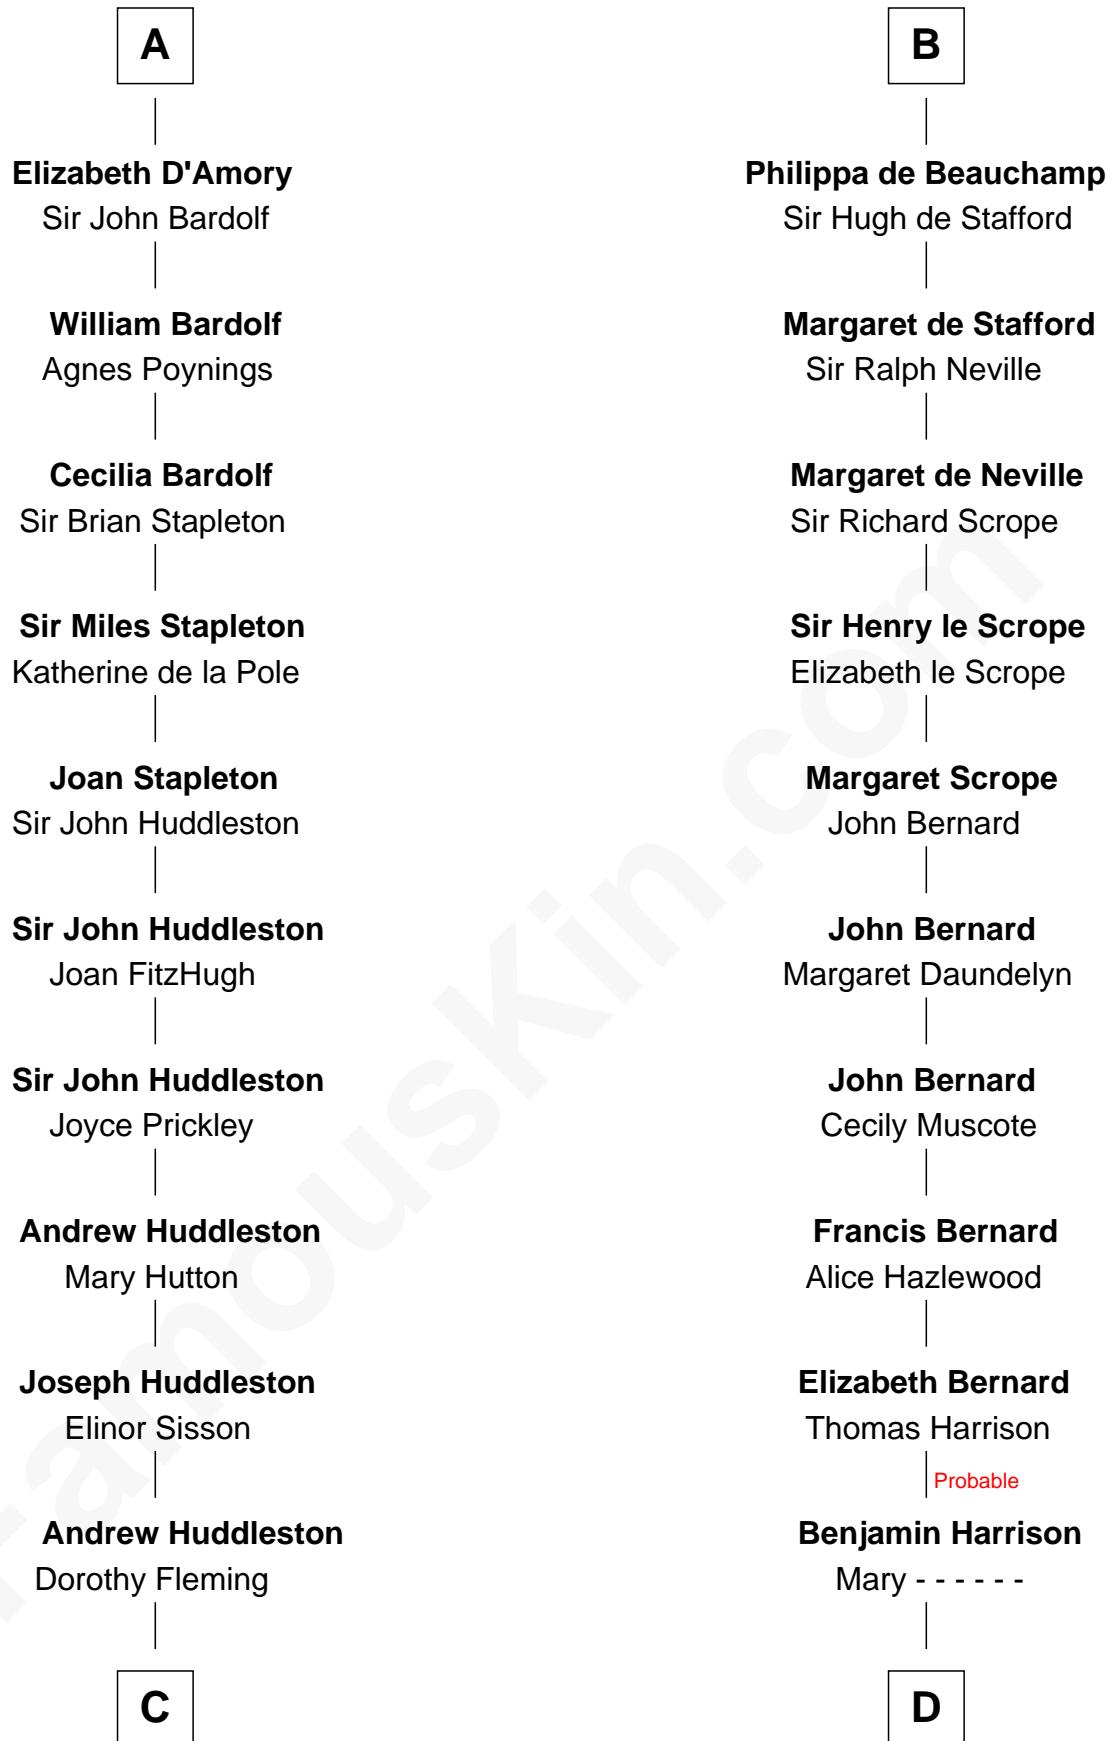 A
Elizabeth D'Amory
Sir John Bardolf
William Bardolf
Agnes Poynings
Cecilia Bardolf
Sir Brian Stapleton
Sir Miles Stapleton
Katherine de la Pole
Joan Stapleton
Sir John Huddleston
Sir John Huddleston
Joan FitzHugh
Sir John Huddleston
Joyce Prickley
Andrew Huddleston
Mary Hutton
Joseph Huddleston
Elinor Sisson
Andrew Huddleston
Dorothy Fleming
C
B
Philippa de Beauchamp
Sir Hugh de Stafford
Margaret de Stafford
Sir Ralph Neville
Margaret de Neville
Sir Richard Scrope
Sir Henry le Scrope
Elizabeth le Scrope
Margaret Scrope
John Bernard
John Bernard
Margaret Daundelyn
John Bernard
Cecily Muscote
Francis Bernard
Alice Hazlewood
Elizabeth Bernard
Thomas Harrison
Probable
Benjamin Harrison
Mary - - - - - -
D
FamousKin.com